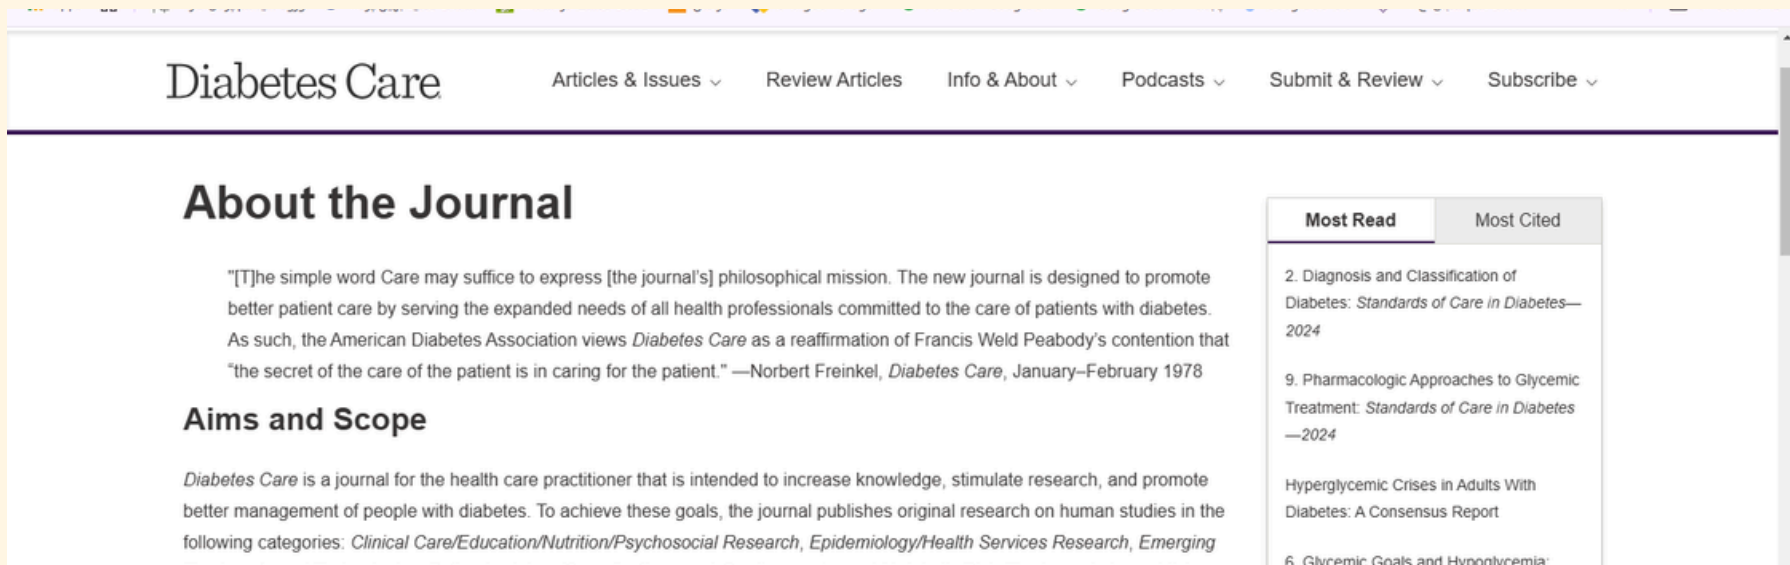 Diabetes Care
Articles & Issues
Review Articles
Info & About
Podcasts
Submit & Review
Subscribe
About the Journal
"[T]he simple word Care may suffice to express [the journal's] philosophical mission. The new journal is designed to promote
better patient care by serving the expanded needs of all health professionals committed to the care of patients with diabetes.
As such, the American Diabetes Association views Diabetes Care as a reaffirmation of Francis Weld Peabody's contention that
“the secret of the care of the patient is in caring for the patient." —Norbert Freinkel, Diabetes Care, January–February 1978
Aims and Scope
Diabetes Care is a journal for the health care practitioner that is intended to increase knowledge, stimulate research, and promote
better management of people with diabetes. To achieve these goals, the journal publishes original research on human studies in the
following categories: Clinical Care/Education/Nutrition/Psychosocial Research, Epidemiology/Health Services Research, Emerging
Most Read
Most Cited
2. Diagnosis and Classification of
Diabetes: Standards of Care in Diabetes—
2024
9. Pharmacologic Approaches to Glycemic
Treatment: Standards of Care in Diabetes
—2024
Hyperglycemic Crises in Adults With
Diabetes: A Consensus Report
6. Glycemic Goals and Hypoglycemia: